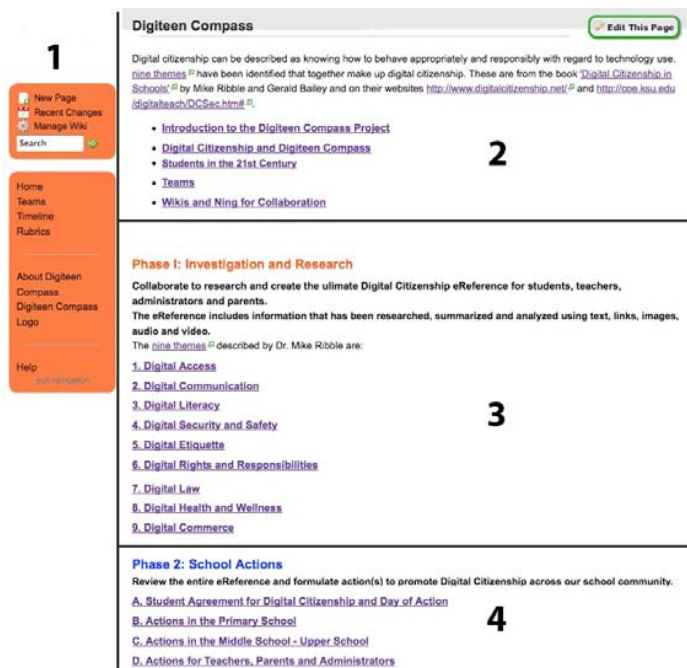 1
New Page
Recent Changes
Manage Wiki
Search
Home
Teams
Timeline
Rubrics
About Digiteen
Compass
Digiteen Compass
Logo
Help
edit navigation
Digiteen Compass
Edit This Page
Digital citizenship can be described as knowing how to behave appropriately and responsibly with regard to technology use.
nine themes have been identified that together make up digital citizenship. These are from the book 'Digital Citizenship in
Schools' by Mike Ribble and Gerald Bailey and on their websites http://www.digitalcitizenship.net/ and http://coe.ksu.edu
/digitalteach/DCSec.htm# .
• Introduction to the Digiteen Compass Project
• Digital Citizenship and Digiteen Compass
• Students in the 21st Century
• Teams
• Wikis and Ning for Collaboration
2
Phase I: Investigation and Research
Collaborate to research and create the ulimate Digital Citizenship eReference for students, teachers,
administrators and parents.
The eReference includes information that has been researched, summarized and analyzed using text, links, images,
audio and video.
The nine themes described by Dr. Mike Ribble are:
1. Digital Access
2. Digital Communication
3. Digital Literacy
4. Digital Security and Safety
5. Digital Etiquette
6. Digital Rights and Responsibilities
7. Digital Law
8. Digital Health and Wellness
9. Digital Commerce
3
Phase 2: School Actions
Review the entire eReference and formulate action(s) to promote Digital Citizenship across our school community.
A. Student Agreement for Digital Citizenship and Day of Action
B. Actions in the Primary School
C. Actions in the Middle School - Upper School
D. Actions for Teachers, Parents and Administrators
4